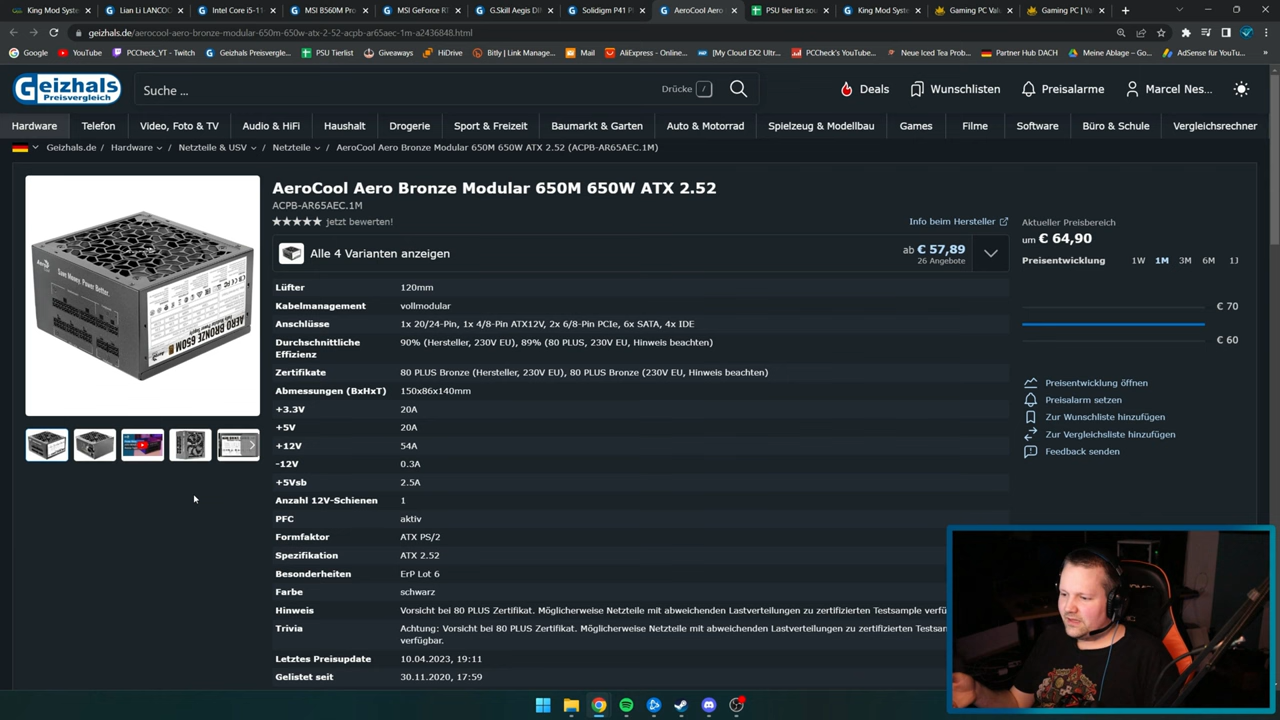 King Mod Syst
Lian Li LANCOO
Intel Core i5-11
MSI B560M Pro
MSI GeForce RT
G.Skill Aegis DI
Solidigm P41 P
AeroCool Aero
PSU tier list sou
King Mod Syste
Gaming PC Valu
Gaming PC | Va
geizhals.de/aerocool-aero-bronze-modular-650m-650w-atx-2-52-acpb-ar65aec-1m-a2436848.html
Google
YouTube
PCCheck_YT - Twitch
Geizhals Preisvergle...
PSU Tierlist
Giveaways
HiDrive
Bitly | Link Manage...
Mail
AliExpress - Online...
[My Cloud EX2 Ultr...
PCCheck's YouTube...
Neue Iced Tea Prob...
Partner Hub DACH
Meine Ablage – Go...
AdSense für YouTu...
Geizhals
Preisvergleich
Suche ...
Drücke /
Deals
Wunschlisten
Preisalarme
Marcel Nes...
Hardware
Telefon
Video, Foto & TV
Audio & HiFi
Haushalt
Drogerie
Sport & Freizeit
Baumarkt & Garten
Auto & Motorrad
Spielzeug & Modellbau
Games
Filme
Software
Büro & Schule
Vergleichsrechner
Geizhals.de / Hardware / Netzteile & USV / Netzteile / AeroCool Aero Bronze Modular 650M 650W ATX 2.52 (ACPB-AR65AEC.1M)
AeroCool Aero Bronze Modular 650M 650W ATX 2.52
ACPB-AR65AEC.1M
jetzt bewerten!
Info beim Hersteller
Alle 4 Varianten anzeigen
ab € 57,89
26 Angebote
Save Money. Power Better.
AERO BRONZE 650M
Aktueller Preisbereich
um € 64,90
Preisentwicklung 1W 1M 3M 6M 1J
€ 70
€ 60
Preisentwicklung öffnen
Preisalarm setzen
Zur Wunschliste hinzufügen
Zur Vergleichsliste hinzufügen
Feedback senden
Lüfter 120mm
Kabelmanagement vollmodular
Anschlüsse 1x 20/24-Pin, 1x 4/8-Pin ATX12V, 2x 6/8-Pin PCIe, 6x SATA, 4x IDE
Durchschnittliche 90% (Hersteller, 230V EU), 89% (80 PLUS, 230V EU, Hinweis beachten)
Effizienz
Zertifikate 80 PLUS Bronze (Hersteller, 230V EU), 80 PLUS Bronze (230V EU, Hinweis beachten)
Abmessungen (BxHxT) 150x86x140mm
+3.3V 20A
+5V 20A
+12V 54A
-12V 0.3A
+5Vsb 2.5A
Anzahl 12V-Schienen 1
PFC aktiv
Formfaktor ATX PS/2
Spezifikation ATX 2.52
Besonderheiten ErP Lot 6
Farbe schwarz
Hinweis Vorsicht bei 80 PLUS Zertifikat. Möglicherweise Netzteile mit abweichenden Lastverteilungen zu zertifizierten Testsample verfü
Trivia Achtung: Vorsicht bei 80 PLUS Zertifikat. Möglicherweise Netzteile mit abweichenden Lastverteilungen zu zertifizierten Testsam
verfügbar.
Letztes Preisupdate 10.04.2023, 19:11
Gelistet seit 30.11.2020, 17:59